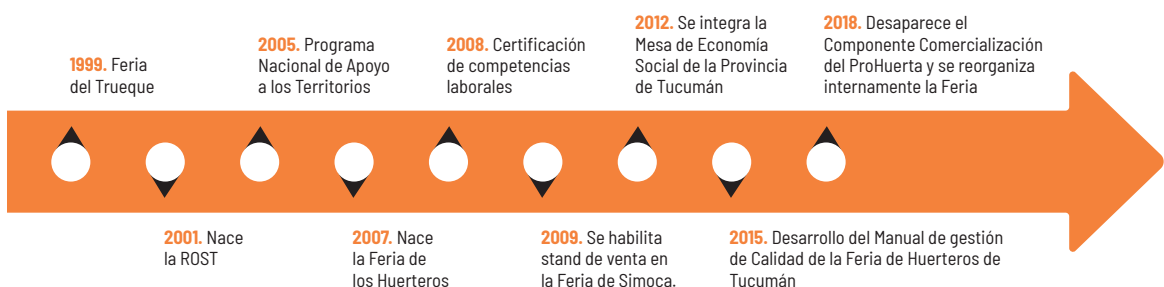 1999. Feria
del Trueque
2001. Nace
la ROST
2005. Programa
Nacional de Apoyo
a los Territorios
2007. Nace
la Feria de
los Huerteros
2008. Certificación
de competencias
laborales
2009. Se habilita
stand de venta en
la Feria de Simoca.
2012. Se integra la
Mesa de Economía
Social de la Provincia
de Tucumán
2015. Desarrollo del Manual de gestión
de Calidad de la Feria de Huerteros de
Tucumán
2018. Desaparece el
Componente Comercialización
del ProHuerta y se reorganiza
internamente la Feria